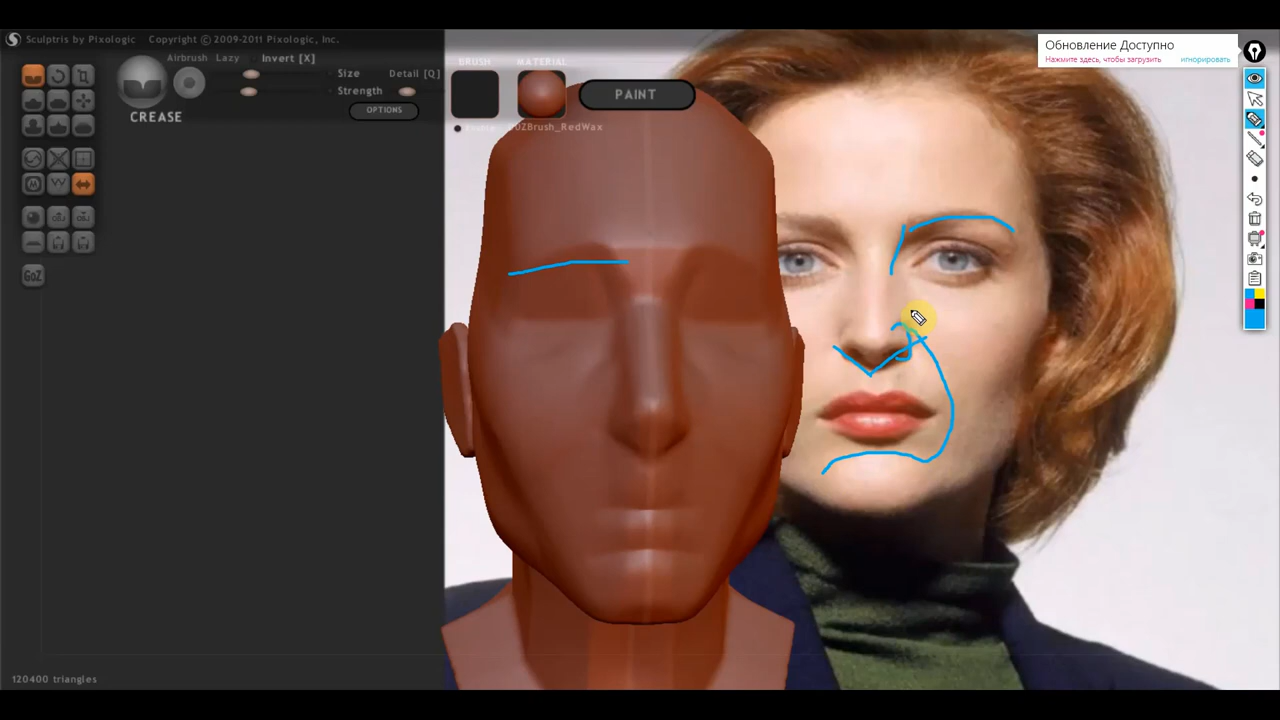 Sculptris by Pixologic Copyright © 2009-2011 Pixologic, Inc.
Обновление Доступно
Нажмите здесь, чтобы загрузить игнорировать
Airbrush Lazy Invert [X]
BRUSH MATERIAL
Size Detail [Q]
Strength
PAINT
OPTIONS
CREASE
Brush_RedWax
GoZ
120400 triangles